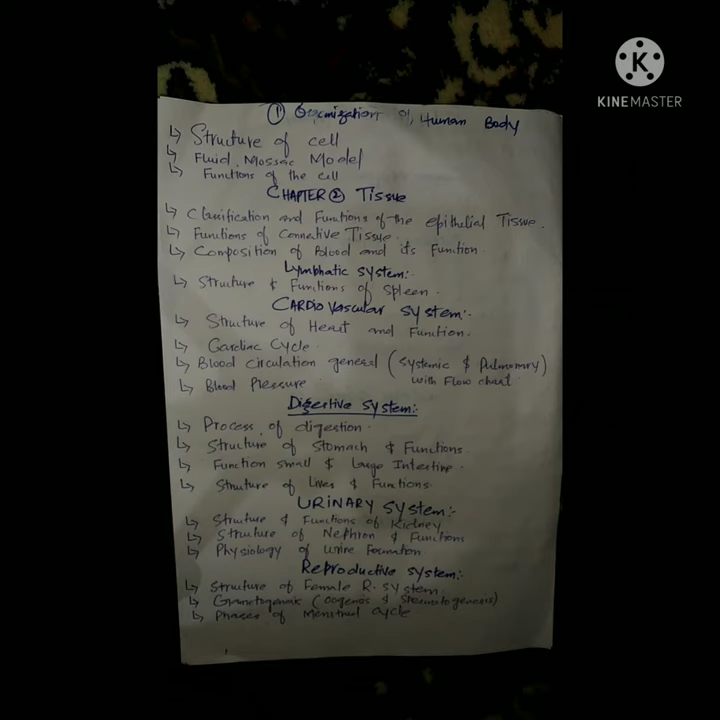 K
KINEMASTER
① Organization of, Human Body
↳ Structure of cell
↳ Fluid Mossaic Model
↳ Functions of the cell
CHAPTER ② Tissue
↳ Classification and Functions of the epithelial Tissue.
↳ Functions of Connective Tissue.
↳ Composition of Blood and its Function.
Lymbhatic system:-
↳ Structure & Functions of Spleen.
CARDIO Vascular system:-
↳ Structure of Heart and Function.
↳ Cardiac Cycle.
↳ Blood circulation general (systemic & Pulmonary)
with Flow chart.
↳ Blood Pressure
Digestive system:-
↳ Process of digestion.
↳ Structure of Stomach & Functions.
↳ Function small & Large Intestine.
↳ Structure of Liver & Functions.
URINARY system:-
↳ Structure & Functions of Kidney
↳ Structure of Nephron & Functions
↳ Physiology of Urine Formation
Reproductive system:-
↳ Structure of Female R. system
↳ (Oogenis &
↳ Phases of Menstrual Cycle